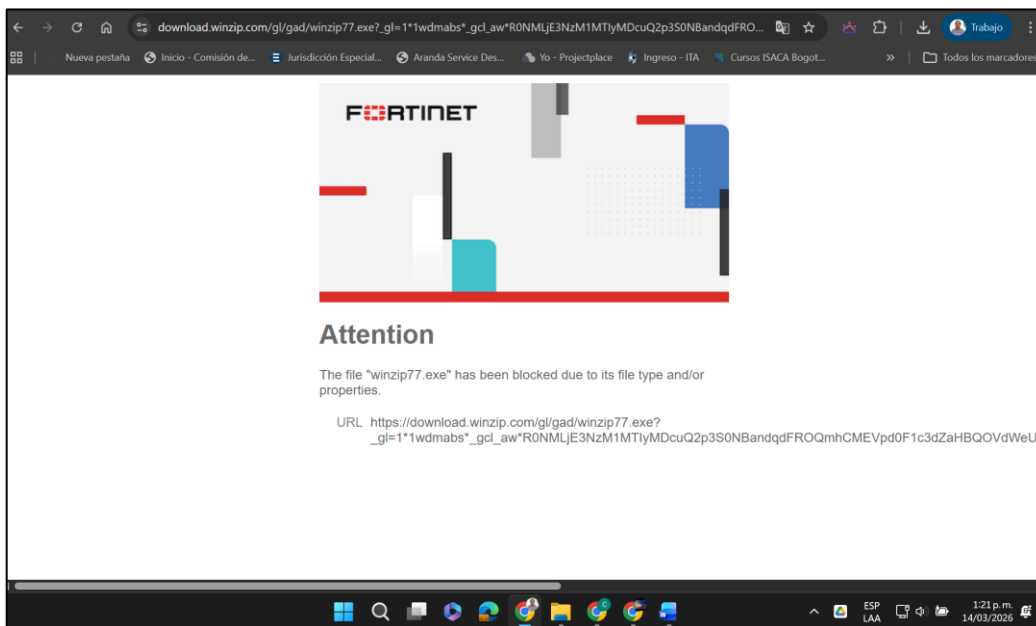 download.winzip.com/gl/gad/winzip77.exe?_gl=1*1wdmabs*_gcl_aw*R0NMLjE3NzM1MTIyMDcuQ2p3S0NBandqdFRO...
Trabajo
Nueva pestaña
Inicio - Comisión de...
Jurisdicción Especial...
Aranda Service Des...
Yo - Projectplace
Ingreso - ITA
Cursos ISACA Bogot...
»
Todos los marcadores
FORTINET
Attention
The file "winzip77.exe" has been blocked due to its file type and/or
properties.
URL https://download.winzip.com/gl/gad/winzip77.exe?
_gl=1*1wdmabs*_gcl_aw*R0NMLjE3NzM1MTIyMDcuQ2p3S0NBandqdFROQmhCMEVpd0F1c3dZaHBQOVdWeU
ESP
LAA
1:21 p. m.
14/03/2026